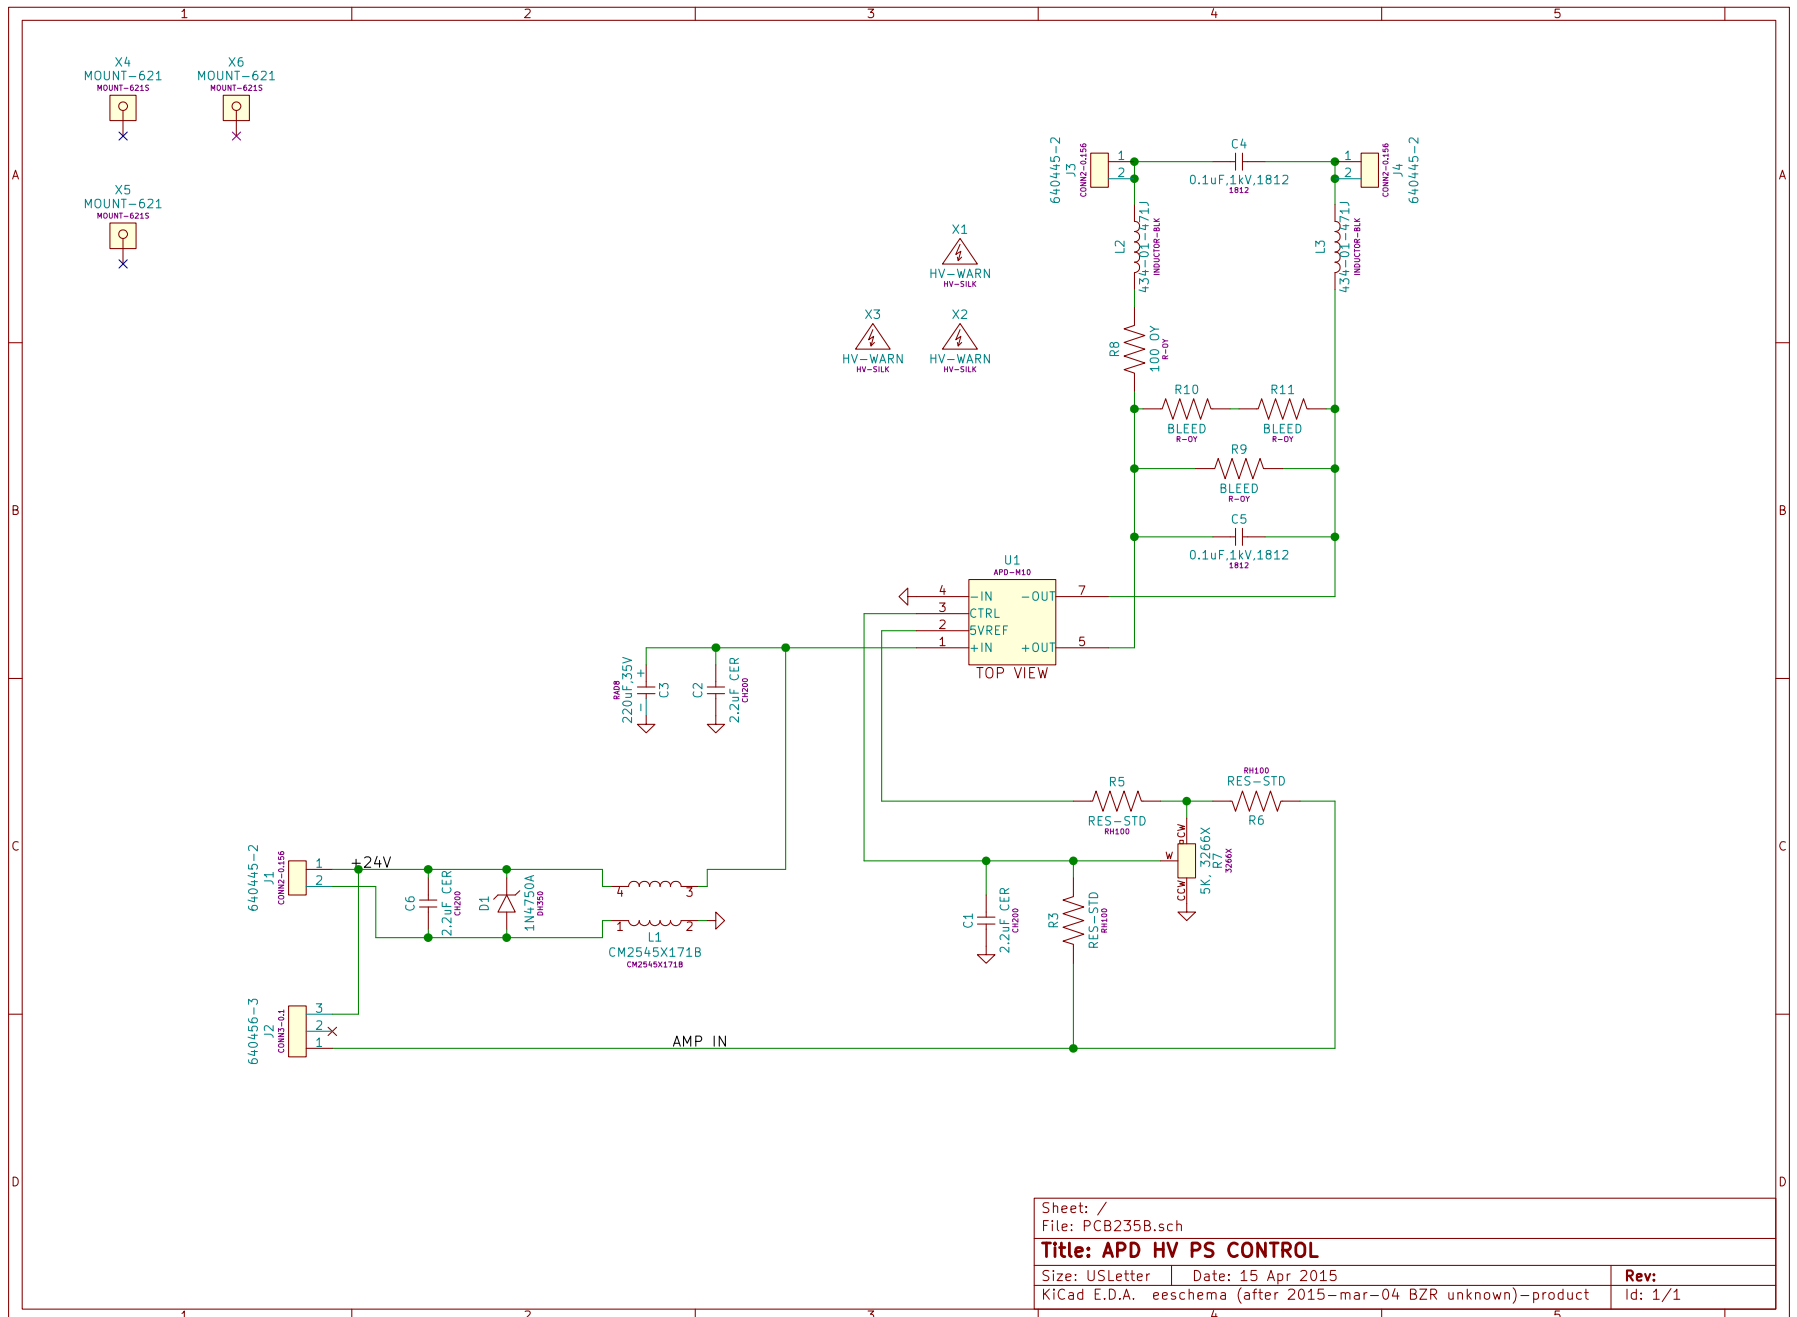 1 2 3 4 5
A
B
C
D
A
B
C
D
X4
MOUNT-621
MOUNT-621S
X6
MOUNT-621
MOUNT-621S
X5
MOUNT-621
MOUNT-621S
X1
HV-WARN
HV-SILK
X3
HV-WARN
HV-SILK
X2
HV-WARN
HV-SILK
640445-2
J3
CONN2-0.156
1
2
C4
0.1uF,1kV,1812
1812
1
2
CONN2-0.156
J4
640445-2
L2
434-01-471J
INDUCTOR-BLK
L3
434-01-471J
INDUCTOR-BLK
R8
100 OY
R-OY
R10
BLEED
R-OY
R11
BLEED
R-OY
R9
BLEED
R-OY
C5
0.1uF,1kV,1812
1812
U1
APD-M10
4 -IN -OUT 7
3 CTRL
2 5VREF
1 +IN +OUT 5
TOP VIEW
RAD8
220uF,35V
+
-
C3
C2
2.2uF CER
CH200
R5
RES-STD
RH100
RH100
RES-STD
R6
CW
W
CCW
5K, 3266X
R7
3266X
640445-2
J1
CONN2-0.156
1
2
+24V
C6
2.2uF CER
CH200
D1
1N4750A
DH350
4 3
1 2
L1
CM2545X171B
CM2545X171B
C1
2.2uF CER
CH200
R3
RES-STD
RH100
640456-3
J2
CONN3-0.1
3
2
1
AMP IN
Sheet: /
File: PCB235B.sch
Title: APD HV PS CONTROL
Size: USLetter Date: 15 Apr 2015 Rev:
KiCad E.D.A. eeschema (after 2015-mar-04 BZR unknown)-product Id: 1/1
1 2 3 4 5